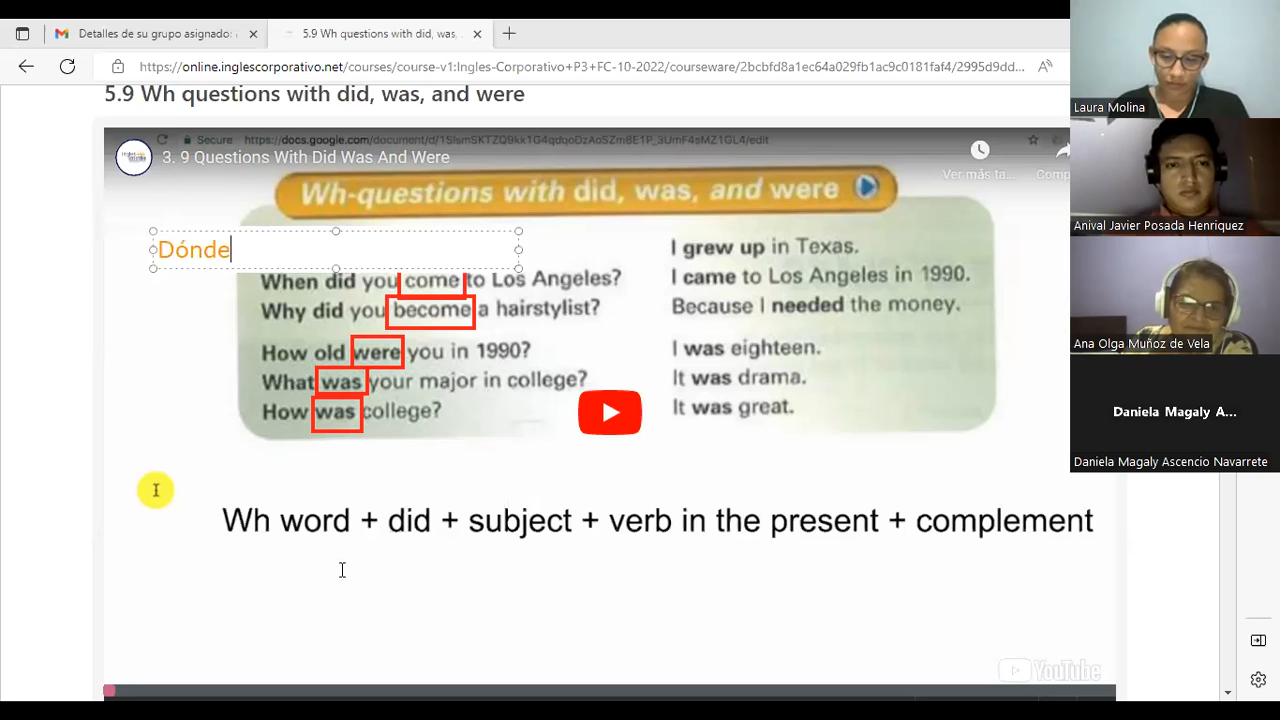 Detalles de su grupo asignado:
5.9 Wh questions with did, was,
https://online.inglescorporativo.net/courses/course-v1:Ingles-Corporativo+P3+FC-10-2022/courseware/2bcbfd8a1ec64a029fb1ac9c0181faf4/2995d9dd...
5.9 Wh questions with did, was, and were
Secure
3. 9 Questions With Did Was And Were
Ver más ta...
Comp
Wh-questions with did, was, and were
Dónde
I grew up in Texas.
When did you come to Los Angeles?
I came to Los Angeles in 1990.
Why did you become a hairstylist?
Because I needed the money.
How old were you in 1990?
I was eighteen.
What was your major in college?
It was drama.
How was college?
It was great.
Wh word + did + subject + verb in the present + complement
YouTube
Laura Molina
Anival Javier Posada Henriquez
Ana Olga Muñoz de Vela
Daniela Magaly A...
Daniela Magaly Ascencio Navarrete